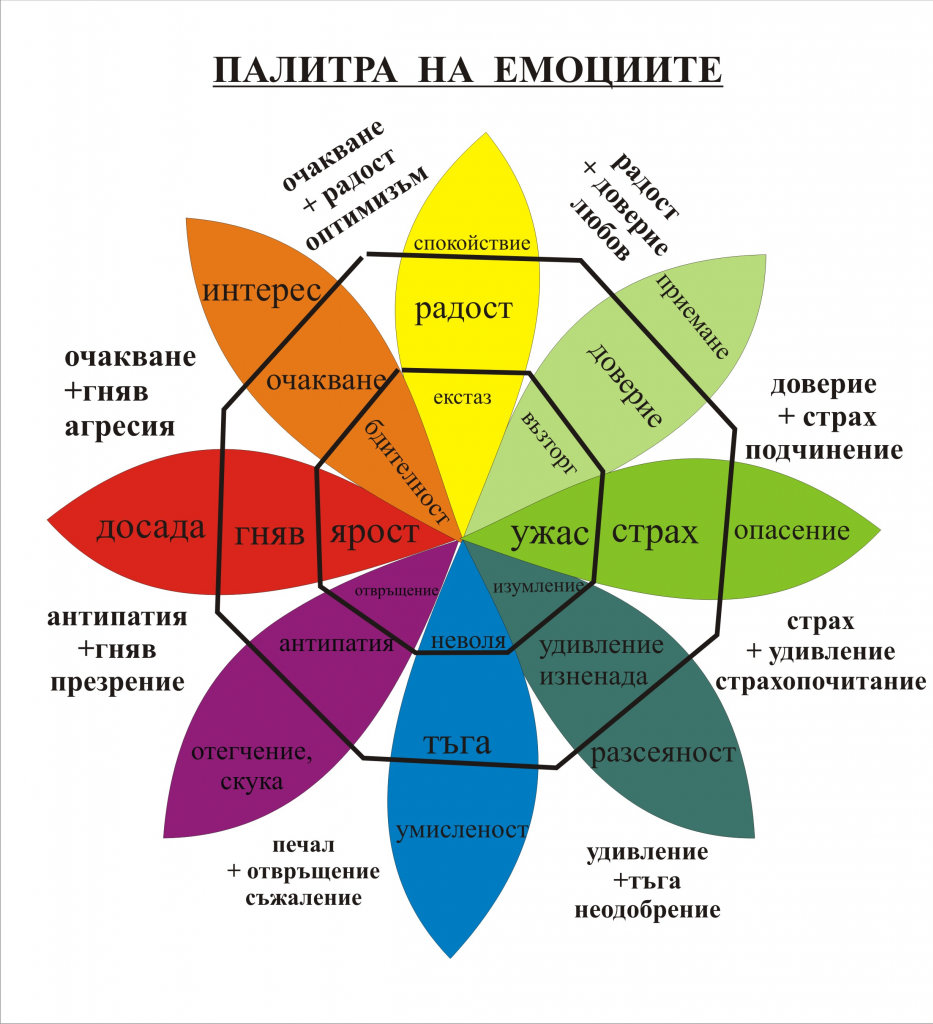 ПАЛИТРА НА ЕМОЦИИТЕ
очакване
+ радост
оптимизъм
радост
+ доверие
любов
спокойствие
радост
екстаз
интерес
очакване
бдителност
приемане
доверие
възторг
очакване
+гняв
агресия
доверие
+ страх
подчинение
досада
гняв
ярост
ужас
страх
опасение
отвръщение
антипатия
отегчение,
скука
неволя
тъга
умисленост
изумление
удивление
изненада
разсеяност
антипатия
+гняв
презрение
страх
+ удивление
страхопочитание
печал
+ отвръщение
съжаление
удивление
+тъга
неодобрение